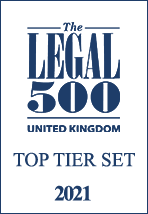 The
LEGAL
500
UNITED KINGDOM
TOP TIER SET
2021